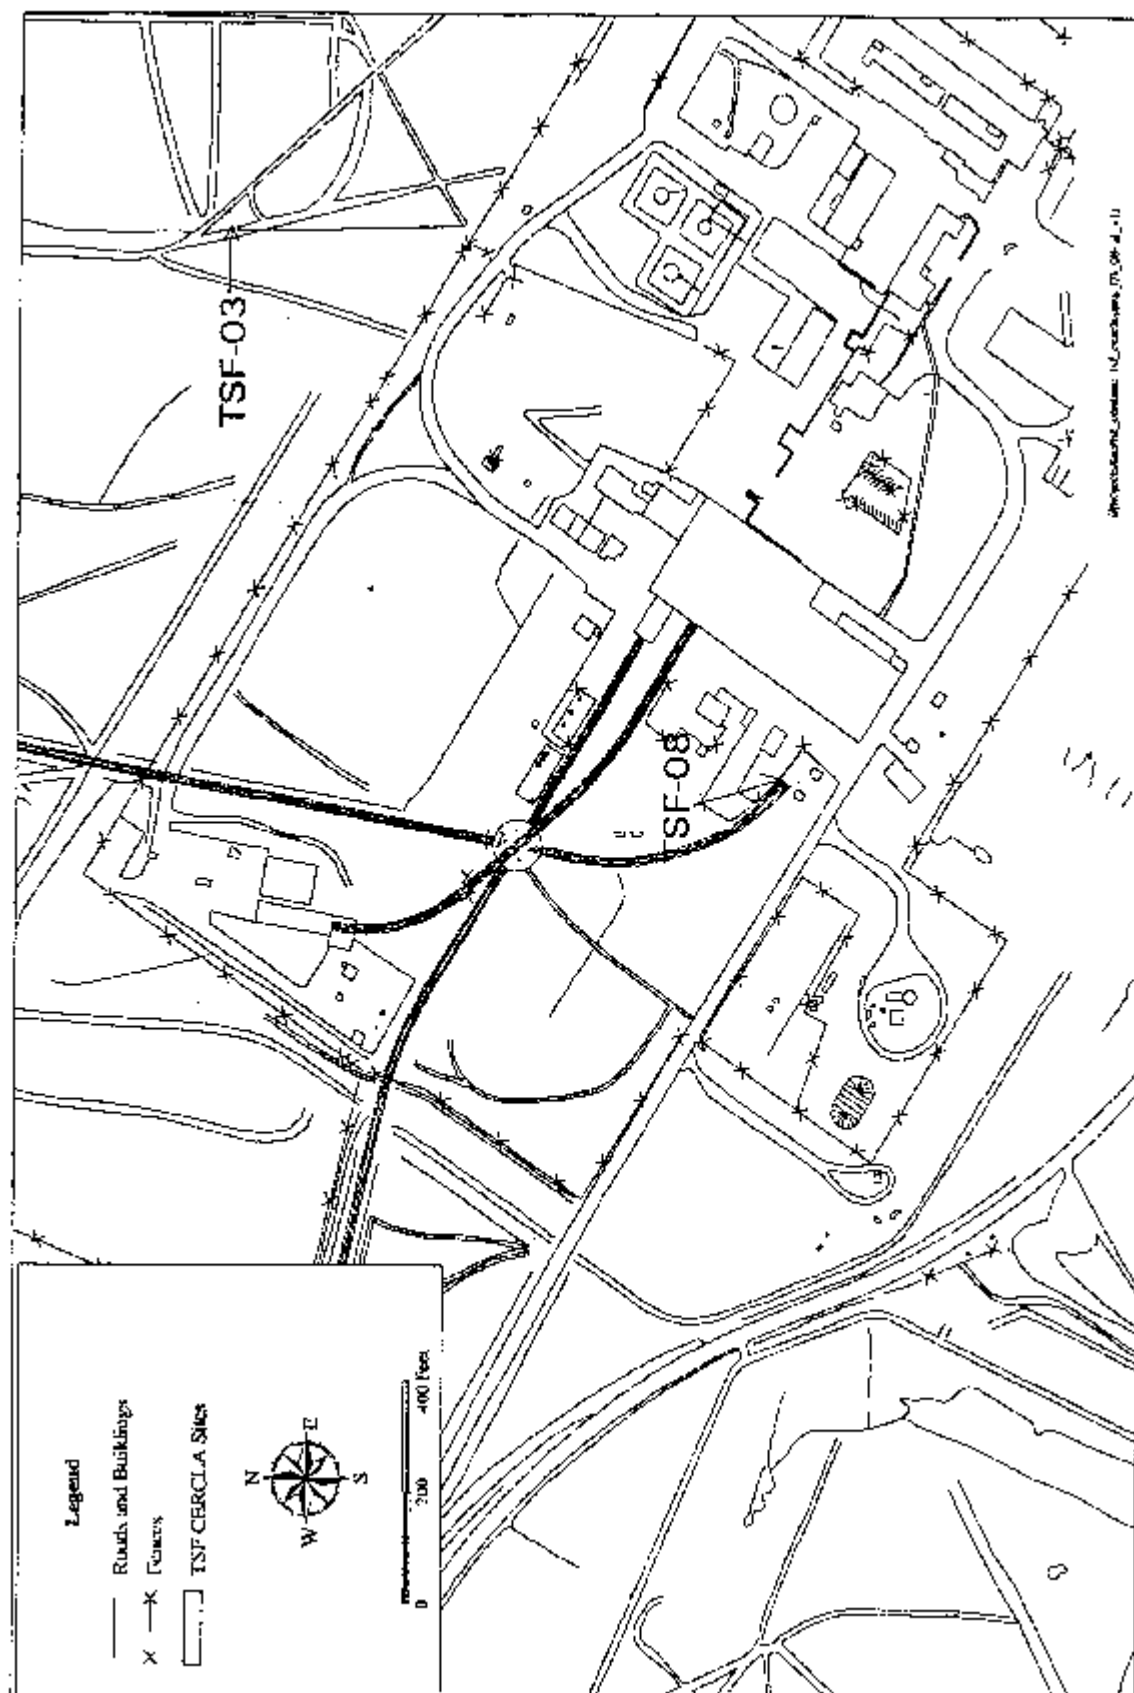 TSF-03
TSF-08
Legend
Roads and Buildings
Fences
TSF CERCLA Sites
N
W
E
S
0
200
400 Feet